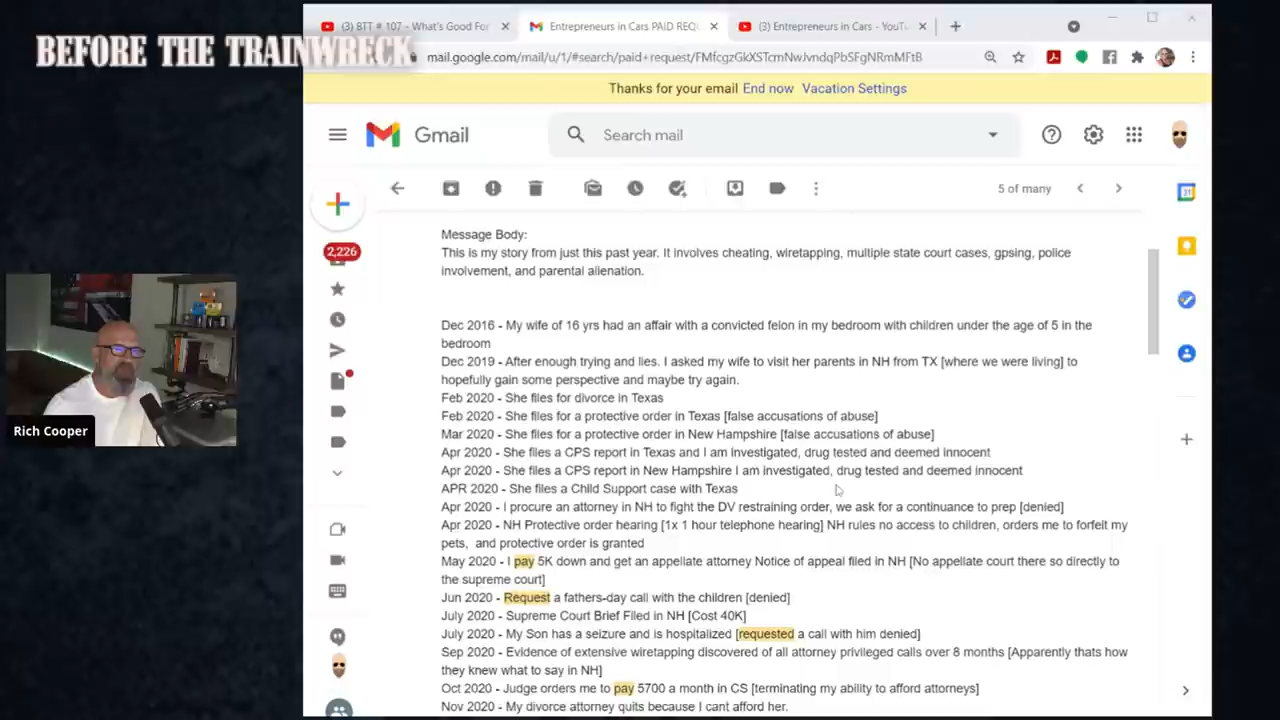 BEFORE THE TRAINWRECK
(3) BTT # 107 - What's Good For
Entrepreneurs in Cars PAID REQ
(3) Entrepreneurs in Cars - YouTu
mail.google.com/mail/u/1/#search/paid+request/FMfcgzGkXSTcmNwJvndqPbSFgNRmMFtB
Thanks for your email End now Vacation Settings
Gmail
Search mail
5 of many
2,226
Message Body:
This is my story from just this past year. It involves cheating, wiretapping, multiple state court cases, gpsing, police
involvement, and parental alienation.
Dec 2016 - My wife of 16 yrs had an affair with a convicted felon in my bedroom with children under the age of 5 in the
bedroom
Dec 2019 - After enough trying and lies. I asked my wife to visit her parents in NH from TX [where we were living] to
hopefully gain some perspective and maybe try again.
Feb 2020 - She files for divorce in Texas
Feb 2020 - She files for a protective order in Texas [false accusations of abuse]
Mar 2020 - She files for a protective order in New Hampshire [false accusations of abuse]
Apr 2020 - She files a CPS report in Texas and I am investigated, drug tested and deemed innocent
Apr 2020 - She files a CPS report in New Hampshire I am investigated, drug tested and deemed innocent
APR 2020 - She files a Child Support case with Texas
Apr 2020 - I procure an attorney in NH to fight the DV restraining order, we ask for a continuance to prep [denied]
Apr 2020 - NH Protective order hearing [1x 1 hour telephone hearing] NH rules no access to children, orders me to forfeit my
pets, and protective order is granted
May 2020 - I pay 5K down and get an appellate attorney Notice of appeal filed in NH [No appellate court there so directly to
the supreme court]
Jun 2020 - Request a fathers-day call with the children [denied]
July 2020 - Supreme Court Brief Filed in NH [Cost 40K]
July 2020 - My Son has a seizure and is hospitalized [requested a call with him denied]
Sep 2020 - Evidence of extensive wiretapping discovered of all attorney privileged calls over 8 months [Apparently thats how
they knew what to say in NH]
Oct 2020 - Judge orders me to pay 5700 a month in CS [terminating my ability to afford attorneys]
Nov 2020 - My divorce attorney quits because I cant afford her.
Rich Cooper
31